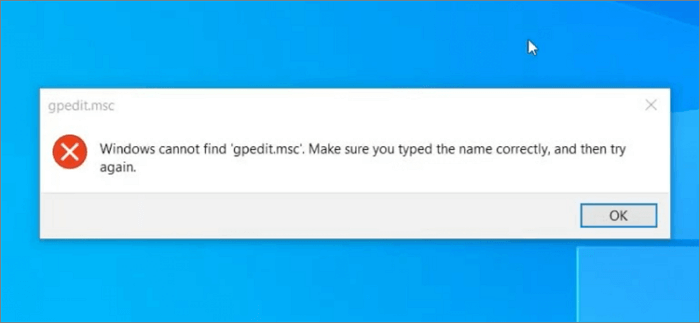 gpedit.msc
Windows cannot find 'gpedit.msc'. Make sure you typed the name correctly, and then try
again.
OK